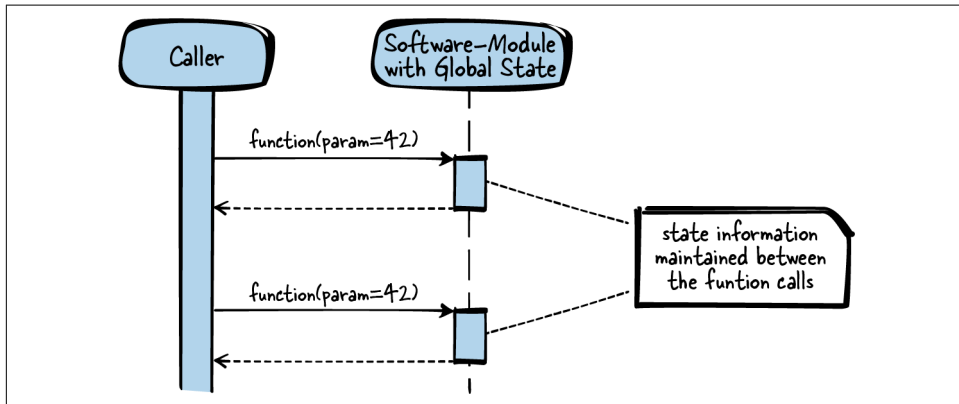 Caller
Software-Module
with Global State
function(param=42)
state information
maintained between
the funtion calls
function(param=42)